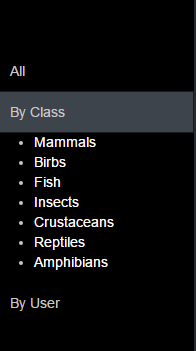 All
By Class
Mammals
Birbs
Fish
Insects
Crustaceans
Reptiles
Amphibians
By User